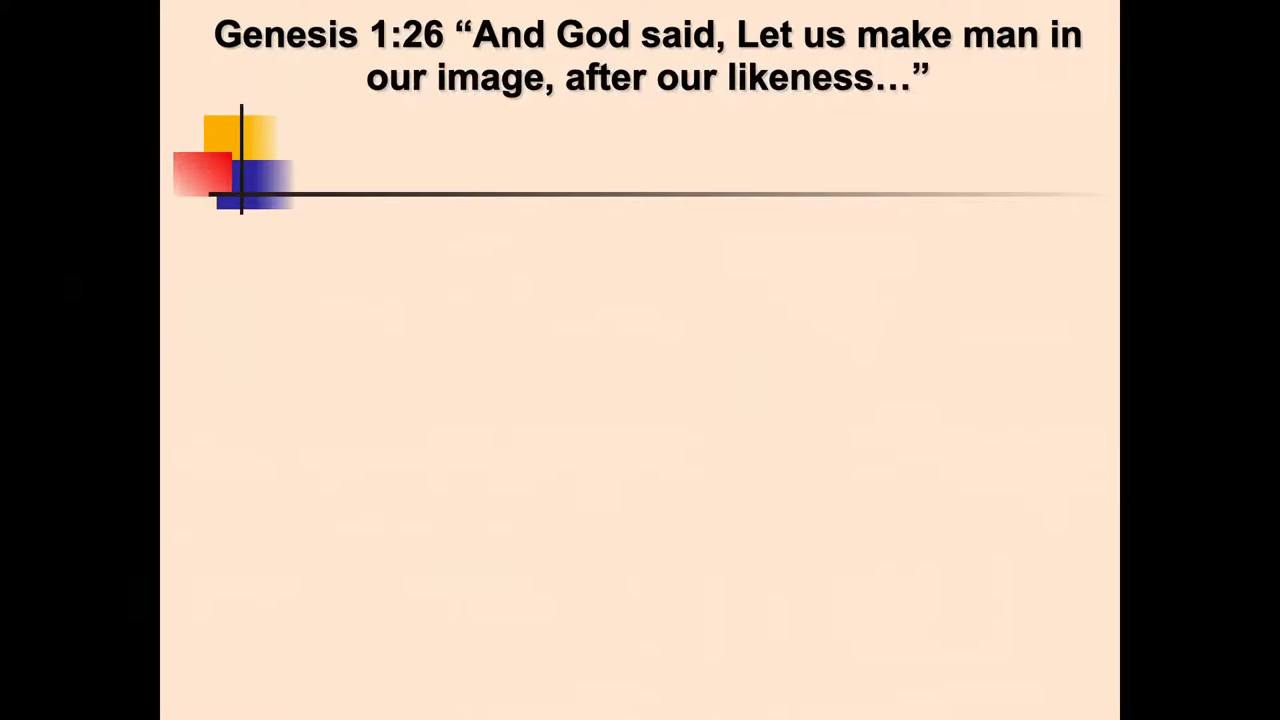 Genesis 1:26 “And God said, Let us make man in
our image, after our likeness…”